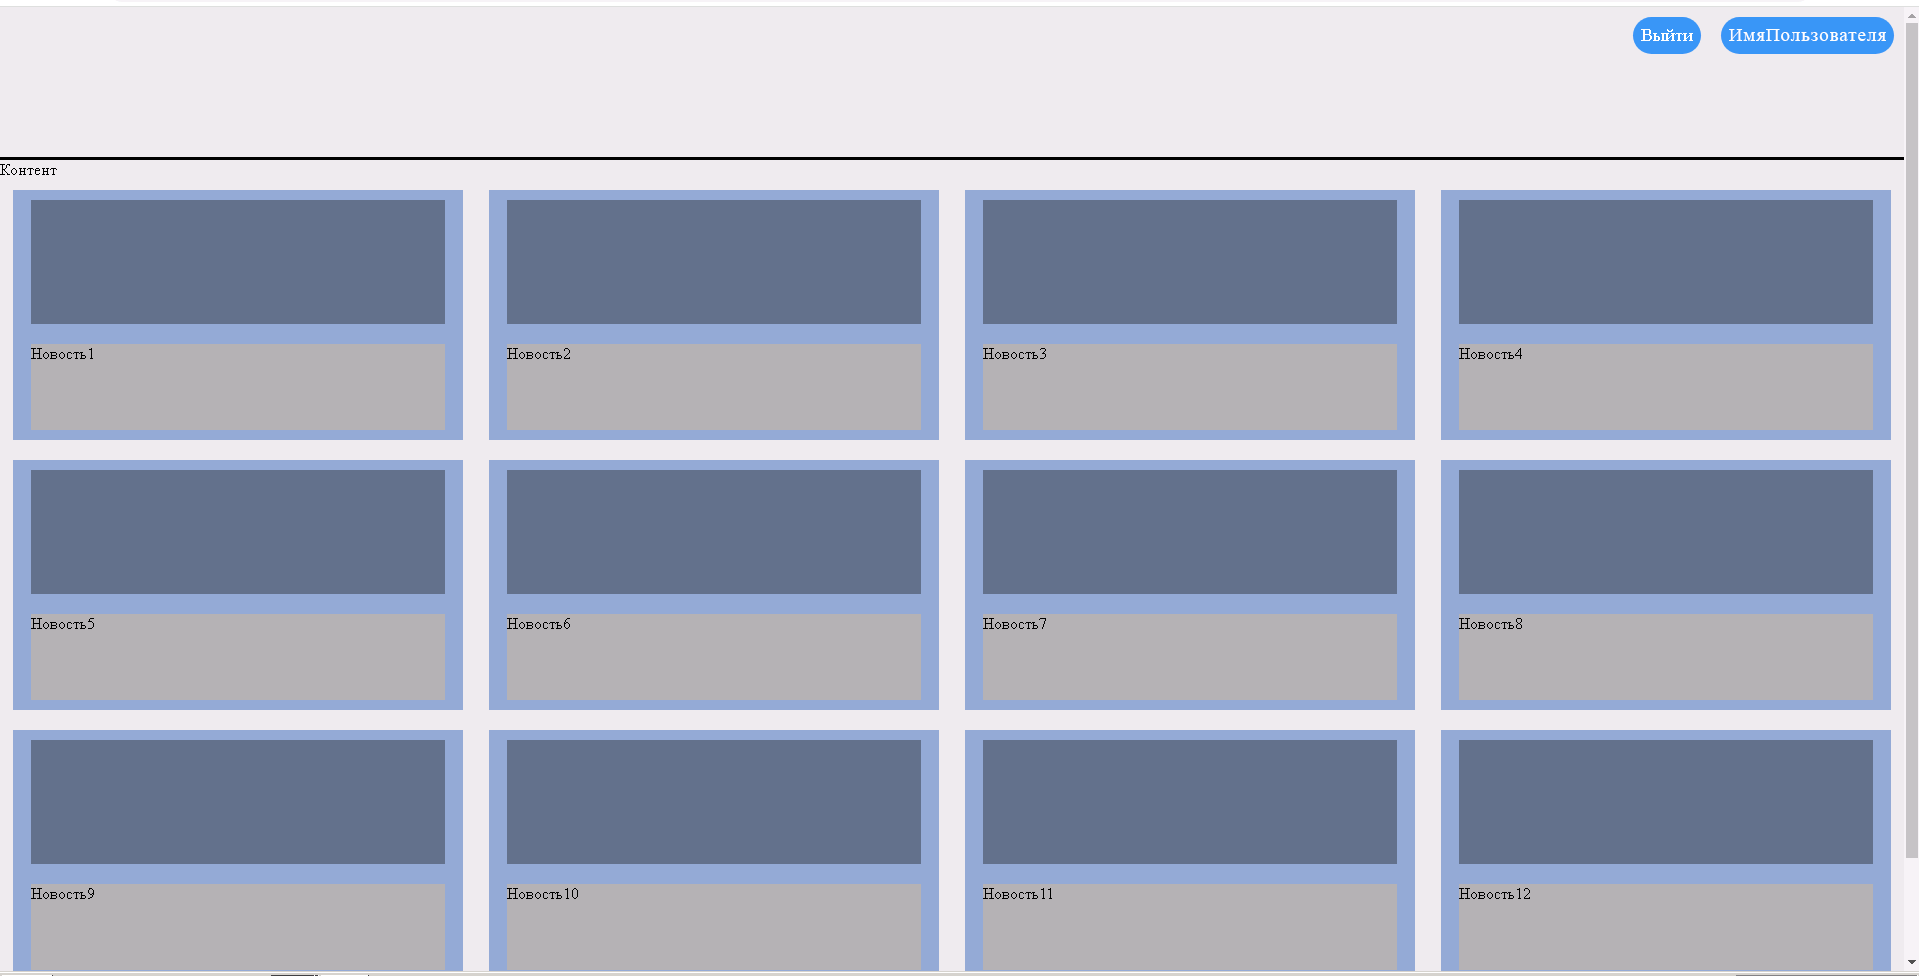 Выйти ИмяПользователя
Контент
Новость1 Новость2 Новость3 Новость4
Новость5 Новость6 Новость7 Новость8
Новость9 Новость10 Новость11 Новость12